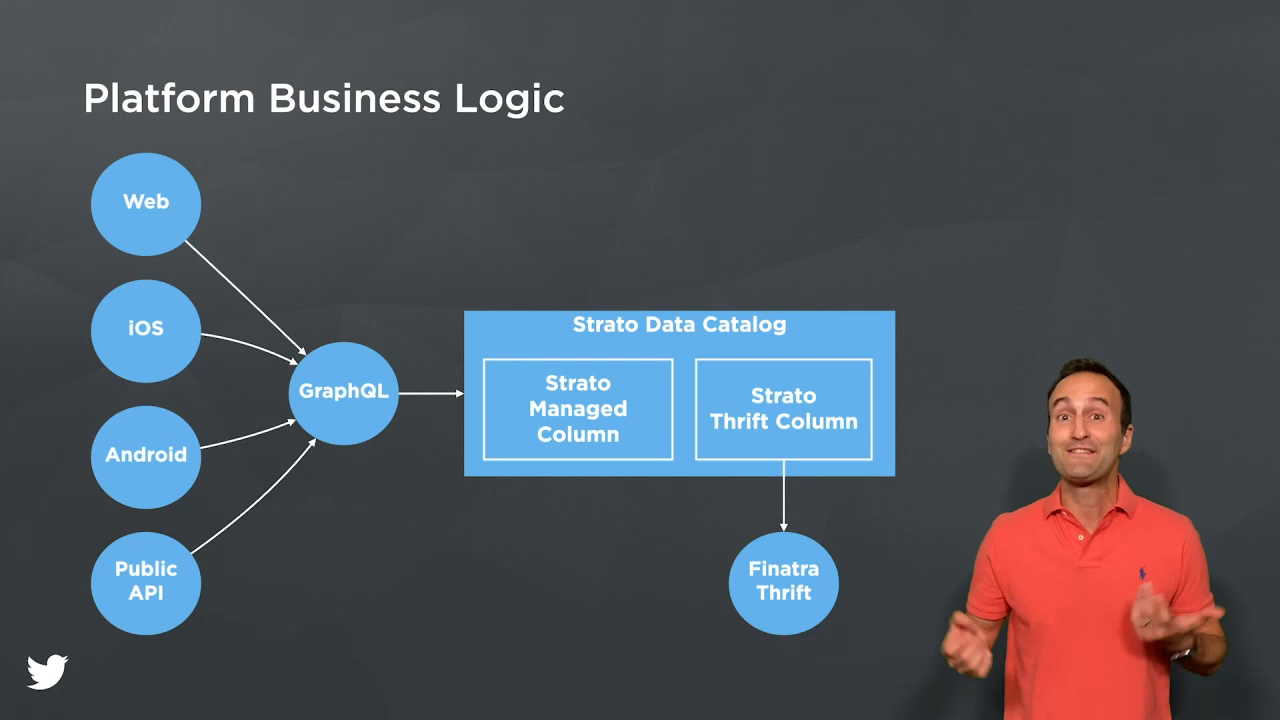 Platform Business Logic
Web
iOS
Android
Public
API
GraphQL
Strato Data Catalog
Strato
Managed
Column
Strato
Thrift Column
Finatra
Thrift